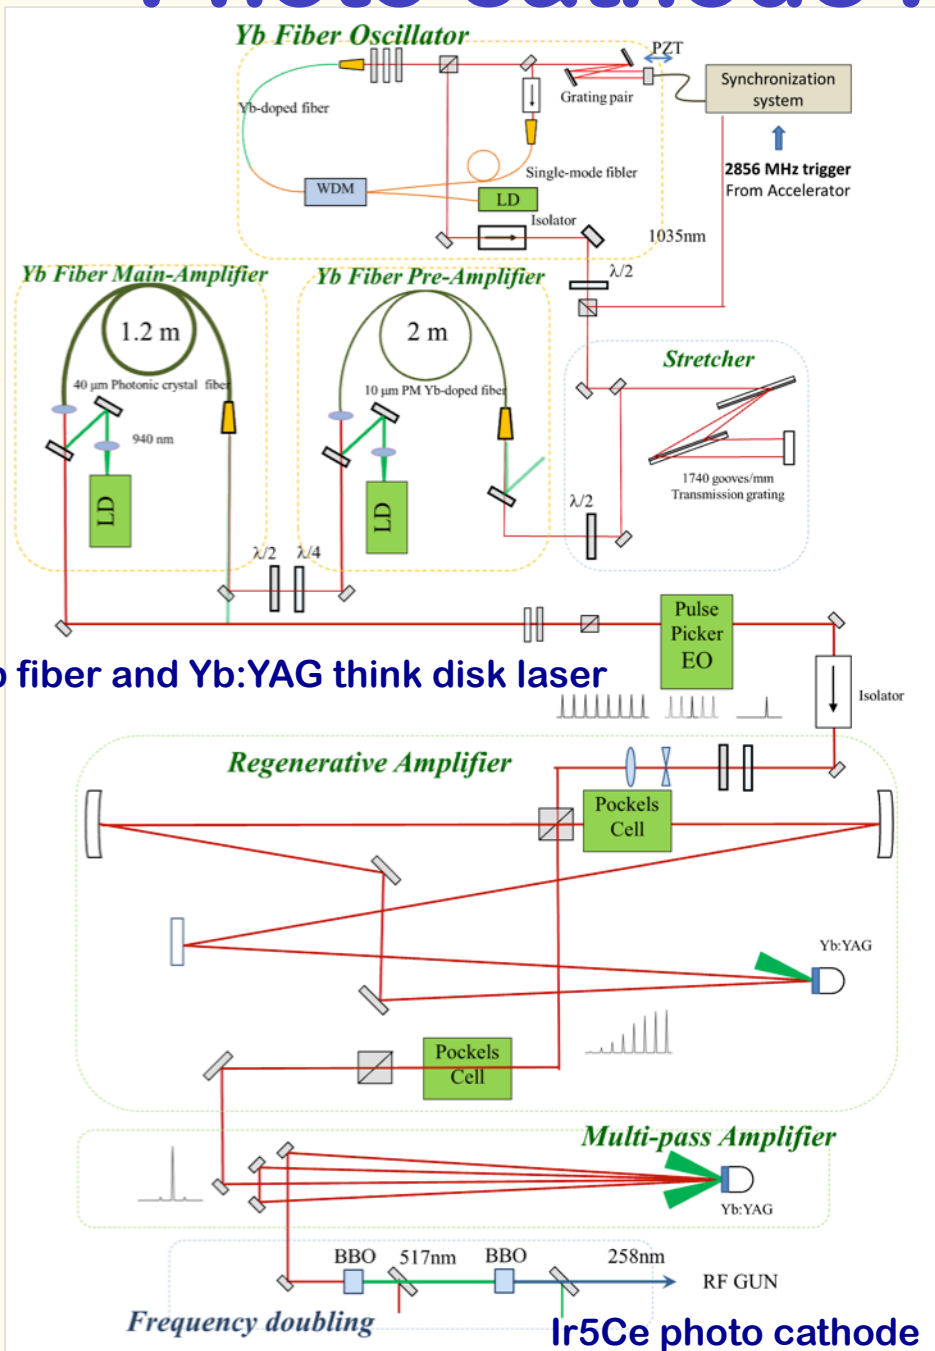 Yb Fiber Oscillator
PZT
Synchronization
system
Grating pair
Yb-doped fiber
2856 MHz trigger
From Accelerator
Single-mode fibler
WDM
LD
Isolator
1035nm
λ/2
Yb Fiber Main-Amplifier
Yb Fiber Pre-Amplifier
1.2 m
2 m
Stretcher
40 μm Photonic crystal fiber
10 μm PM Yb-doped fiber
940 nm
1740 gooves/mm
Transmission grating
LD
LD
λ/2
λ/2
λ/4
Pulse
Picker
EO
fiber and Yb:YAG think disk laser
Isolator
Regenerative Amplifier
Pockels
Cell
Yb:YAG
Pockels
Cell
Multi-pass Amplifier
Yb:YAG
BBO
517nm
BBO
258nm
RF GUN
Frequency doubling
Ir5Ce photo cathode